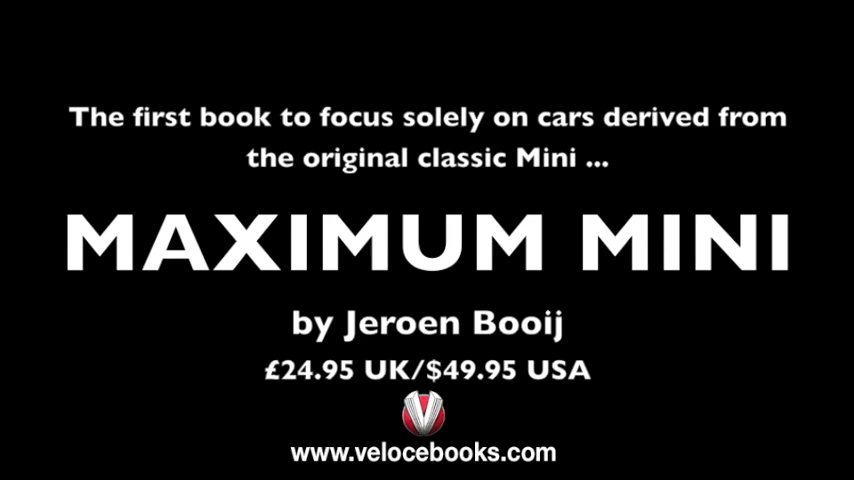 The first book to focus solely on cars derived from
the original classic Mini ...
MAXIMUM MINI
by Jeroen Booij
£24.95 UK/$49.95 USA
www.velocebooks.com